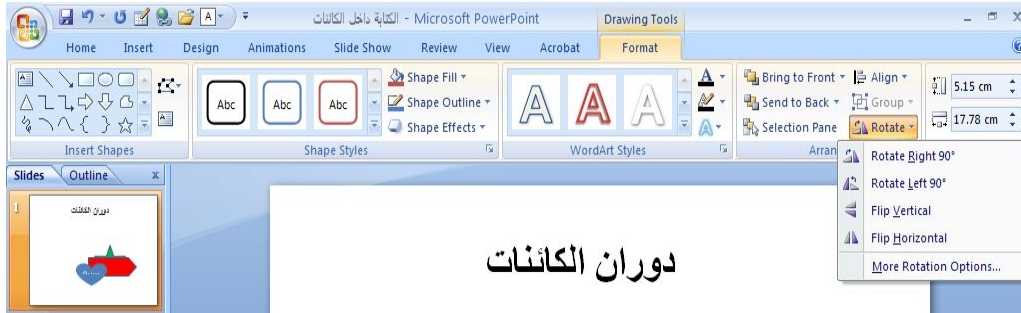 الكتابة داخل الكائنات - Microsoft PowerPoint
Drawing Tools
Home Insert Design Animations Slide Show Review View Acrobat Format
Abc Abc Abc
Shape Fill
Shape Outline
Shape Effects
A A A
A
Bring to Front
Send to Back
Selection Pane
Align
Group
Rotate
5.15 cm
17.78 cm
Insert Shapes
Shape Styles
WordArt Styles
Arran
Rotate Right 90°
Rotate Left 90°
Flip Vertical
Flip Horizontal
More Rotation Options...
Slides Outline x
1
دوران الكائنات
دوران الكائنات